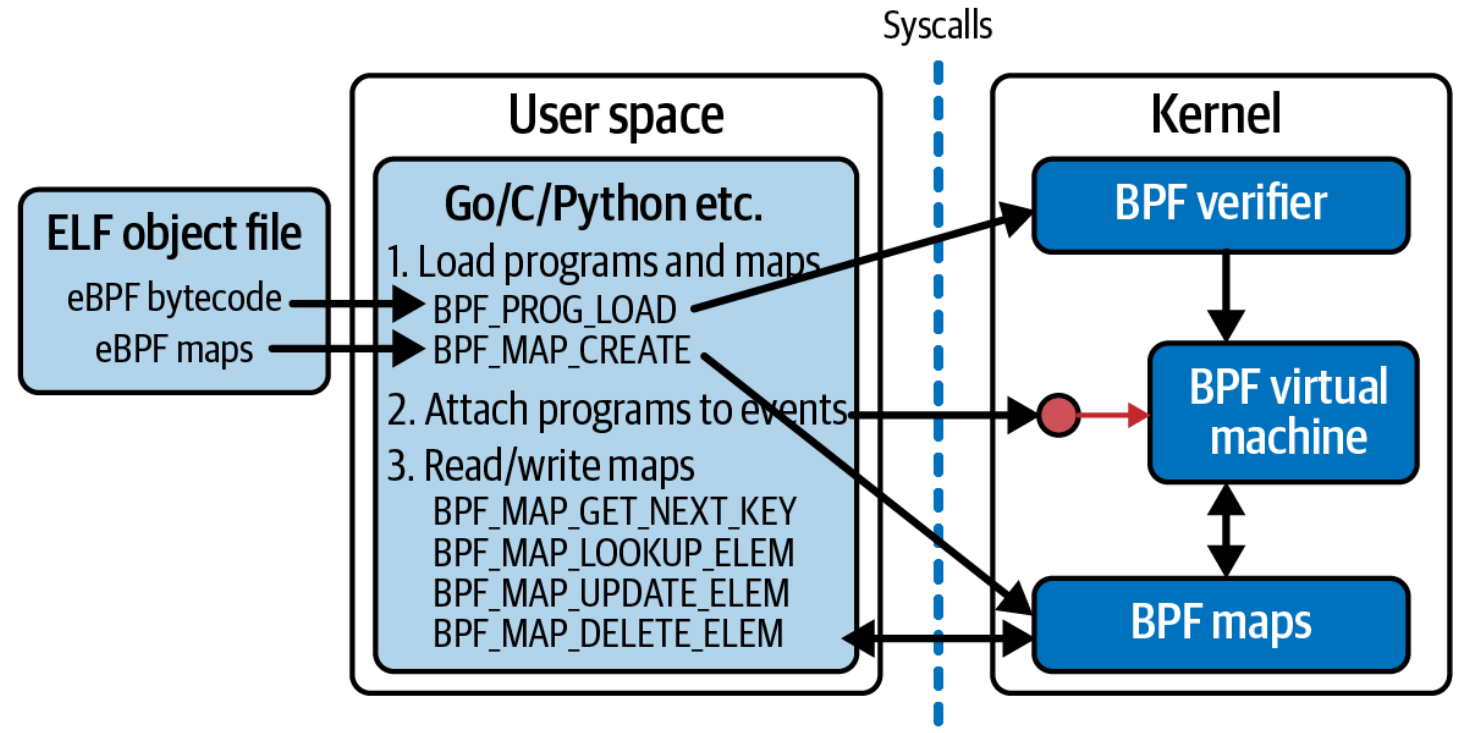 Syscalls
User space
Kernel
ELF object file
eBPF bytecode
eBPF maps
Go/C/Python etc.
1. Load programs and maps
BPF_PROG_LOAD
BPF_MAP_CREATE
2. Attach programs to events
3. Read/write maps
BPF_MAP_GET_NEXT_KEY
BPF_MAP_LOOKUP_ELEM
BPF_MAP_UPDATE_ELEM
BPF_MAP_DELETE_ELEM
BPF verifier
BPF virtual
machine
BPF maps